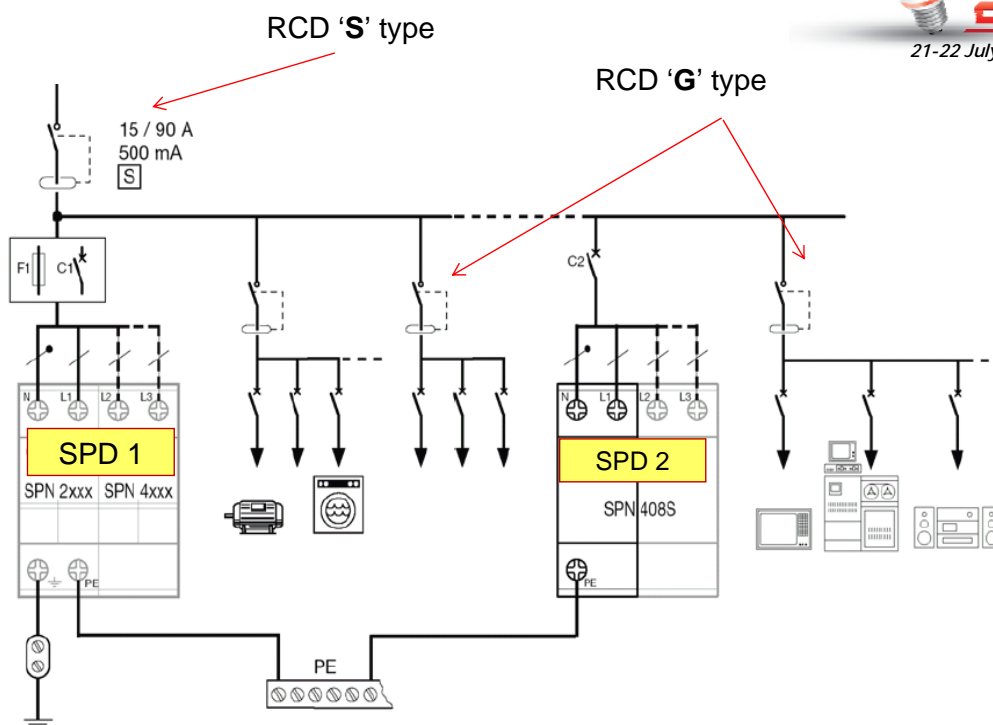 RCD ‘S’ type
21-22 July
RCD ‘G’ type
15 / 90 A
500 mA
S
F1
C1
C2
N L1 L2 L3
N L1 L2 L3
SPD 1
SPD 2
SPN 2xxx SPN 4xxx
SPN 408S
PE
PE
PE